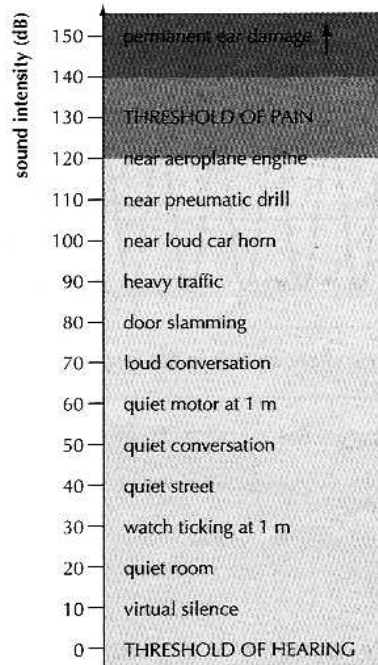 sound intensity (dB)
150 permanent ear damage
140
130 THRESHOLD OF PAIN
120 near aeroplane engine
110 near pneumatic drill
100 near loud car horn
90 heavy traffic
80 door slamming
70 loud conversation
60 quiet motor at 1 m
50 quiet conversation
40 quiet street
30 watch ticking at 1 m
20 quiet room
10 virtual silence
0 THRESHOLD OF HEARING